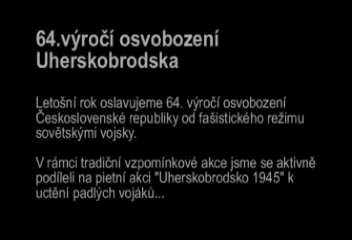 64.výročí osvobození
Uherskobrodska
Letošní rok oslavujeme 64. výročí osvobození
Československé republiky od fašistického režimu
sovětskými vojsky.
V rámci tradiční vzpomínkové akce jsme se aktivně
podíleli na pietní akci "Uherskobrodsko 1945" k
uctění padlých vojáků...